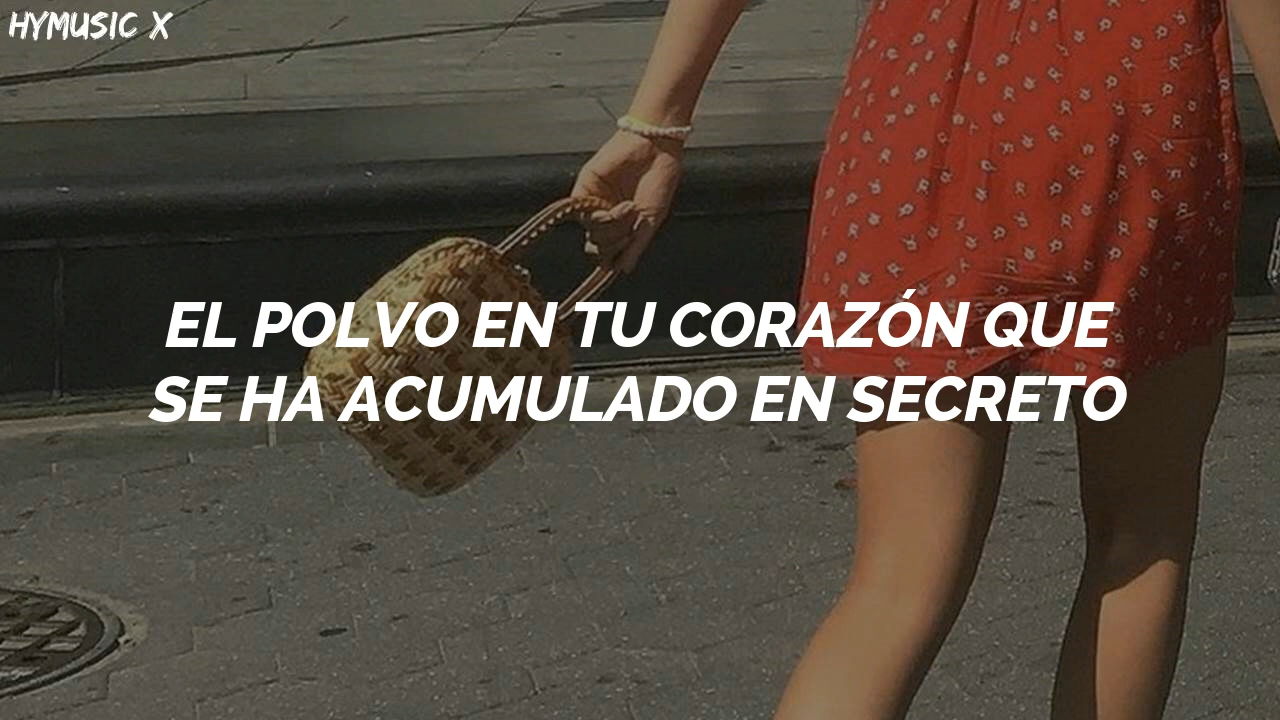 HYMUSIC X
EL POLVO EN TU CORAZÓN QUE
SE HA ACUMULADO EN SECRETO